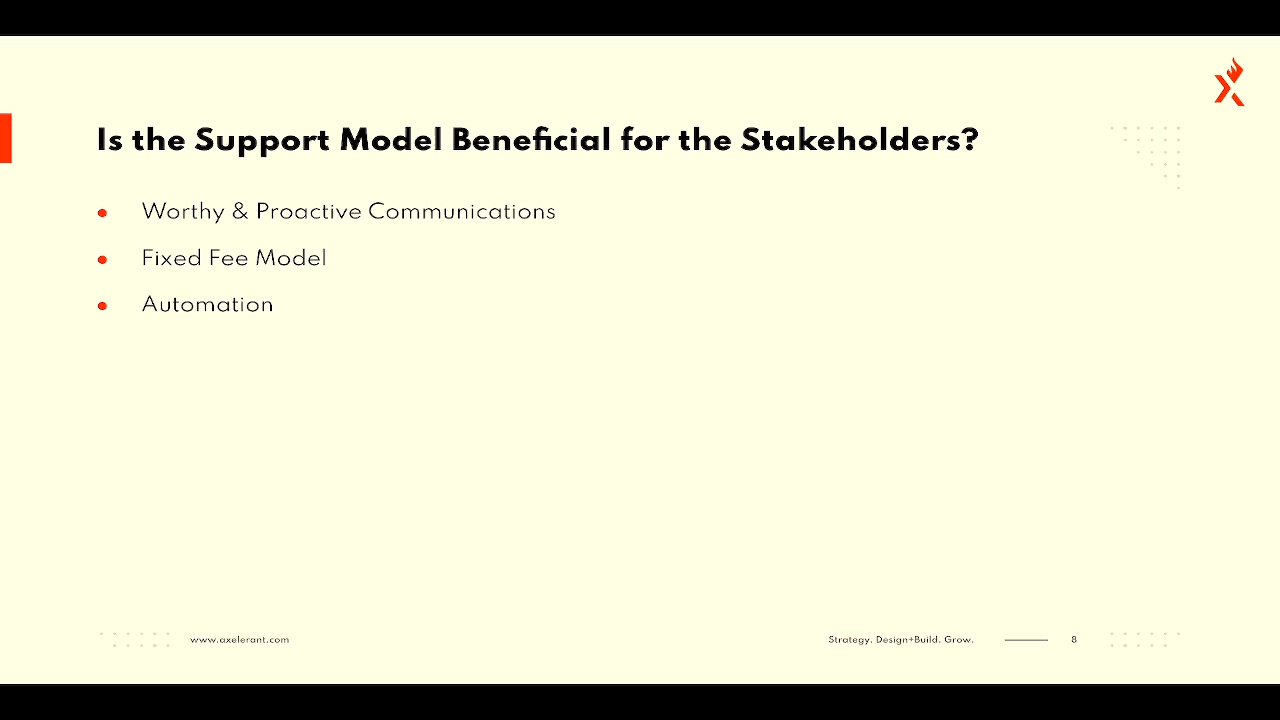 Is the Support Model Beneficial for the Stakeholders?
Worthy & Proactive Communications
Fixed Fee Model
Automation
www.axelerant.com
Strategy. Design+Build. Grow.
8